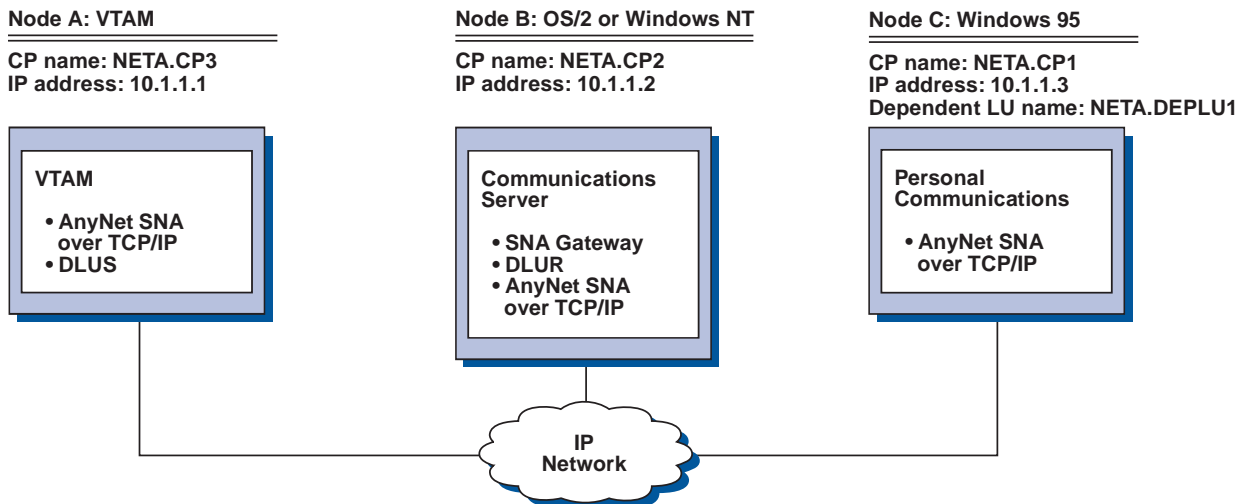 Node A: VTAM
CP name: NETA.CP3
IP address: 10.1.1.1
VTAM
• AnyNet SNA
over TCP/IP
• DLUS
Node B: OS/2 or Windows NT
CP name: NETA.CP2
IP address: 10.1.1.2
Communications
Server
• SNA Gateway
• DLUR
• AnyNet SNA
over TCP/IP
Node C: Windows 95
CP name: NETA.CP1
IP address: 10.1.1.3
Dependent LU name: NETA.DEPLU1
Personal
Communications
• AnyNet SNA
over TCP/IP
IP
Network